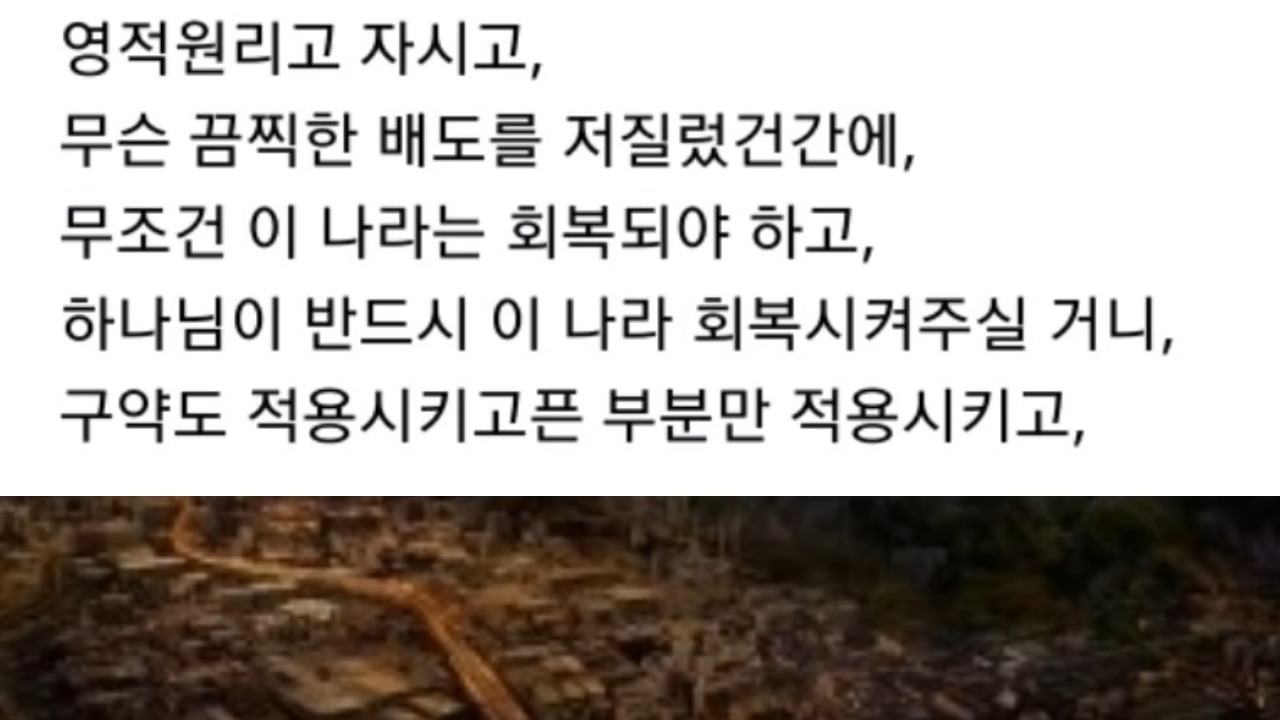 영적원리고 자시고,
무슨 끔찍한 배도를 저질렀건간에,
무조건 이 나라는 회복되야 하고,
하나님이 반드시 이 나라 회복시켜주실 거니,
구약도 적용시키고픈 부분만 적용시키고,